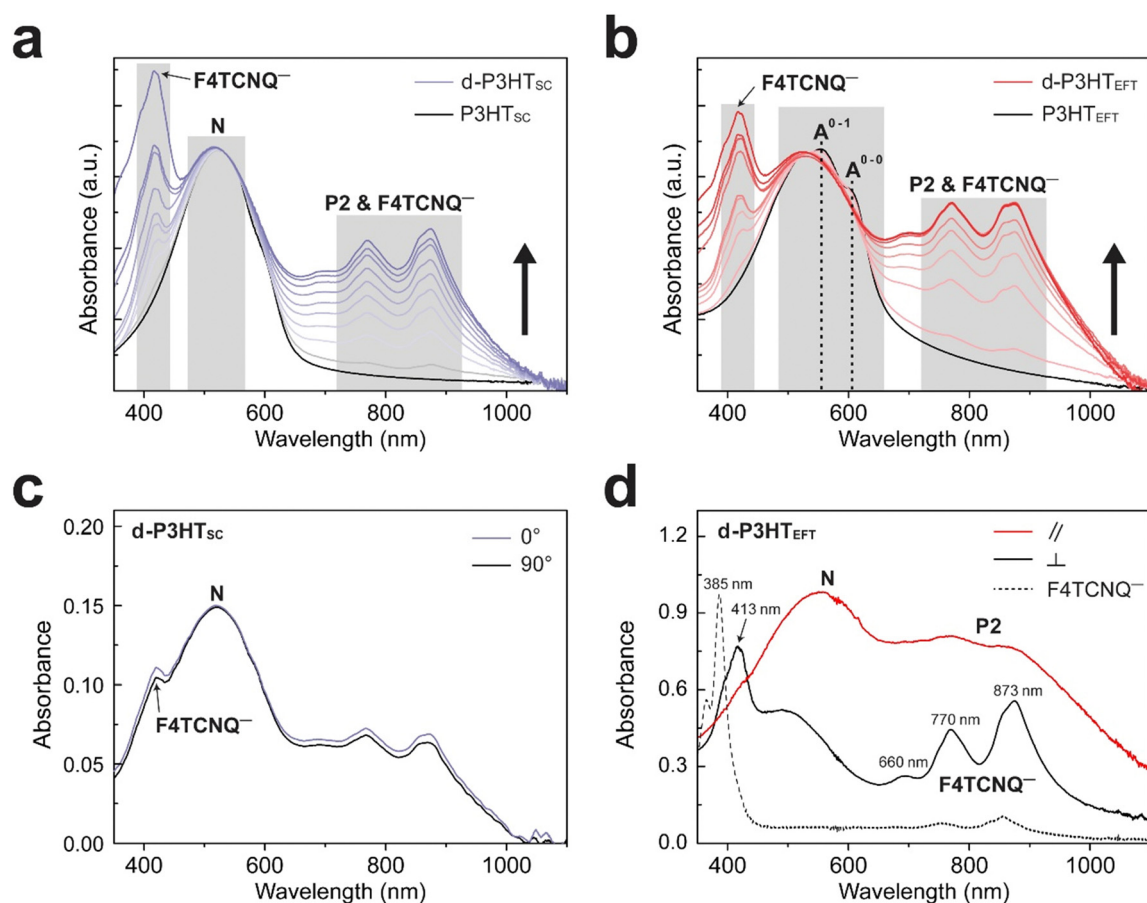 a
F4TCNQ—
d-P3HTSC
P3HTSC
N
P2 & F4TCNQ—
Absorbance (a.u.)
400
600
800
1000
Wavelength (nm)
b
F4TCNQ—
d-P3HTEFT
P3HTEFT
A0-1
A0-0
P2 & F4TCNQ—
Absorbance (a.u.)
400
600
800
1000
Wavelength (nm)
c
d-P3HTSC
0°
90°
N
F4TCNQ—
0.20
0.15
0.10
0.05
0.00
Absorbance
400
600
800
1000
Wavelength (nm)
d
d-P3HTEFT
//
⊥
F4TCNQ—
385 nm
413 nm
N
P2
873 nm
770 nm
660 nm
F4TCNQ—
1.2
0.9
0.6
0.3
0.0
Absorbance
400
600
800
1000
Wavelength (nm)